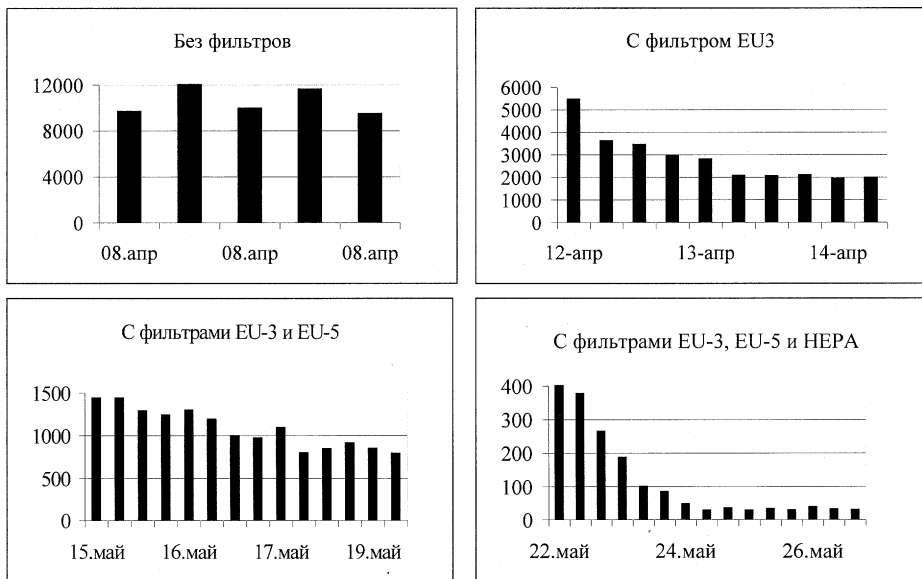 Без фильтров
12000
8000
4000
0
08.апр 08.апр 08.апр
С фильтром EU3
6000
5000
4000
3000
2000
1000
0
12-апр 13-апр 14-апр
С фильтрами EU-3 и EU-5
1500
1000
500
0
15.май 16.май 17.май 19.май
С фильтрами EU-3, EU-5 и HEPA
400
300
200
100
0
22.май 24.май 26.май